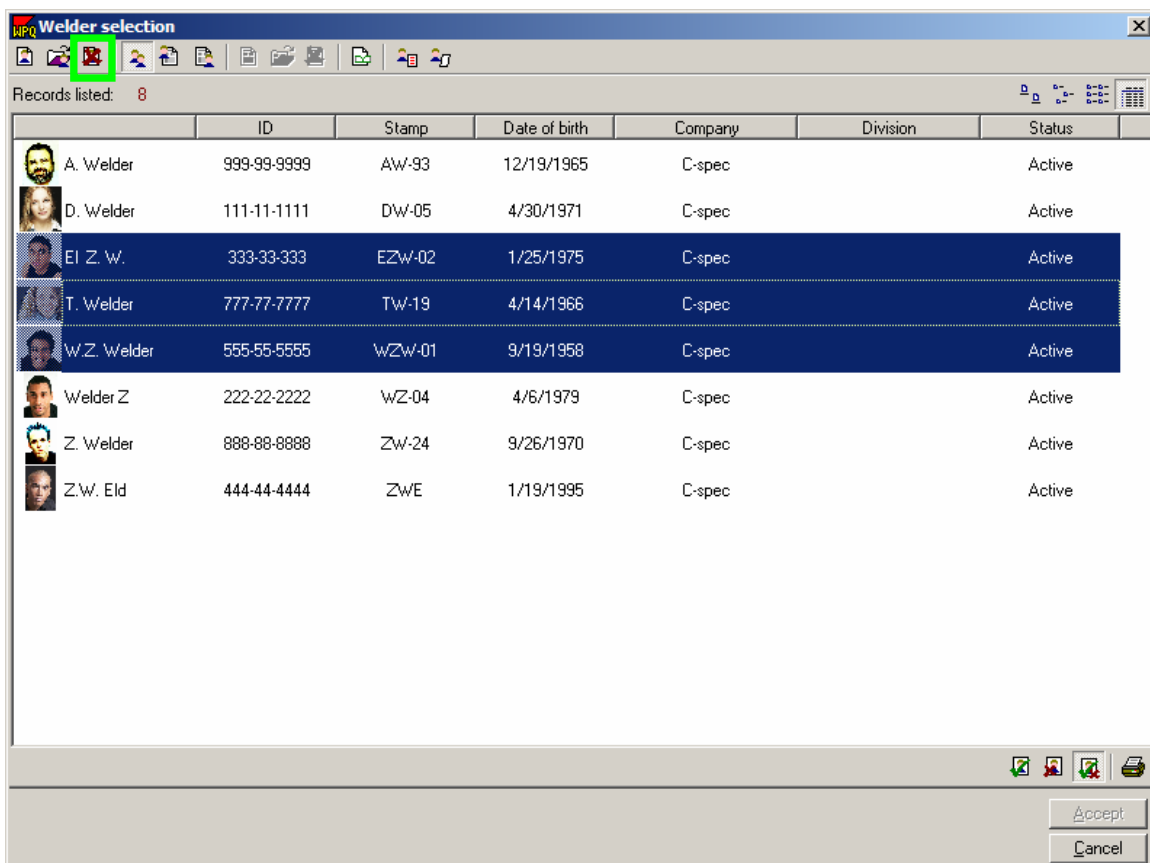 WPQ Welder selection
Records listed: 8
ID Stamp Date of birth Company Division Status
A. Welder 999-99-9999 AW-93 12/19/1965 C-spec Active
D. Welder 111-11-1111 DW-05 4/30/1971 C-spec Active
El Z. W. 333-33-333 EZW-02 1/25/1975 C-spec Active
T. Welder 777-77-7777 TW-19 4/14/1966 C-spec Active
W.Z. Welder 555-55-5555 WZW-01 9/19/1958 C-spec Active
Welder Z 222-22-2222 WZ-04 4/6/1979 C-spec Active
Z. Welder 888-88-8888 ZW-24 9/26/1970 C-spec Active
Z.W. Eld 444-44-4444 ZWE 1/19/1995 C-spec Active
Accept
Cancel